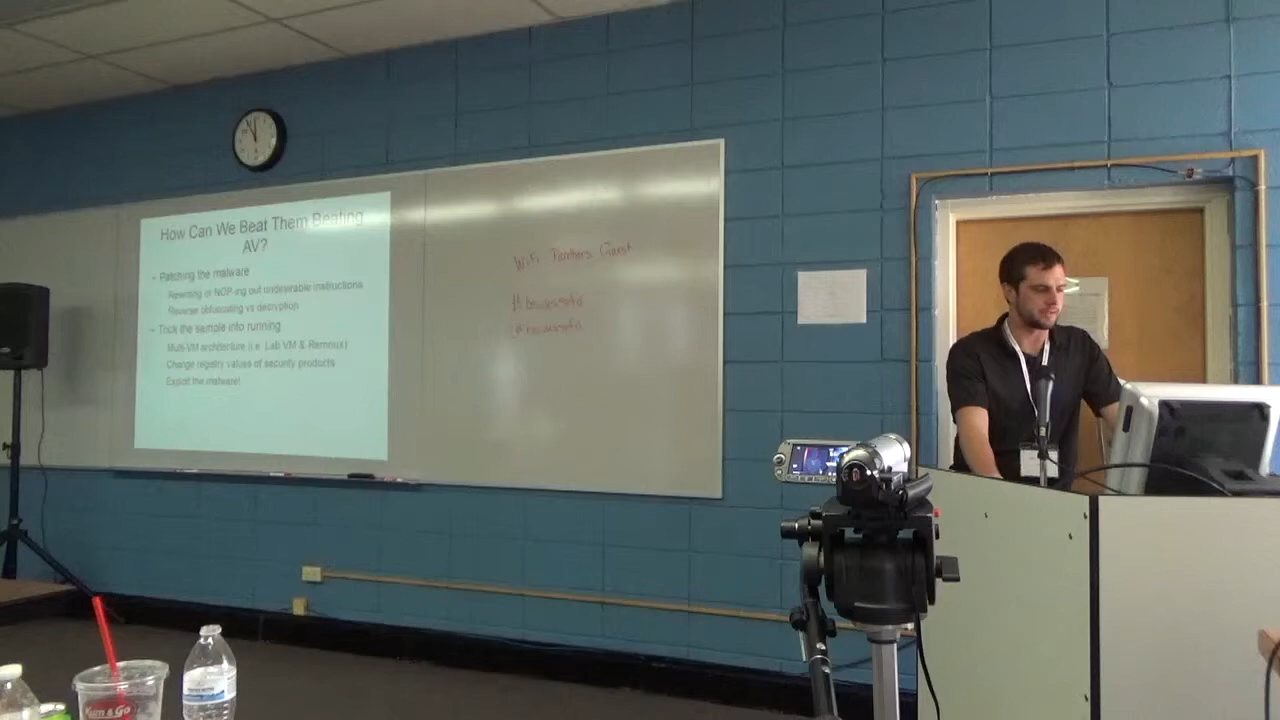 How Can We Beat Them Beating
AV?
- Patching the malware
Rewriting or NOP-ing out undesirable instructions
Reverse obfuscating vs decryption
- Trick the sample into running
Multi-VM architecture (i.e. Lab VM & Remnux)
Change registry values of security products
Exploit the malware!
WiFi Guest
Kum & Go